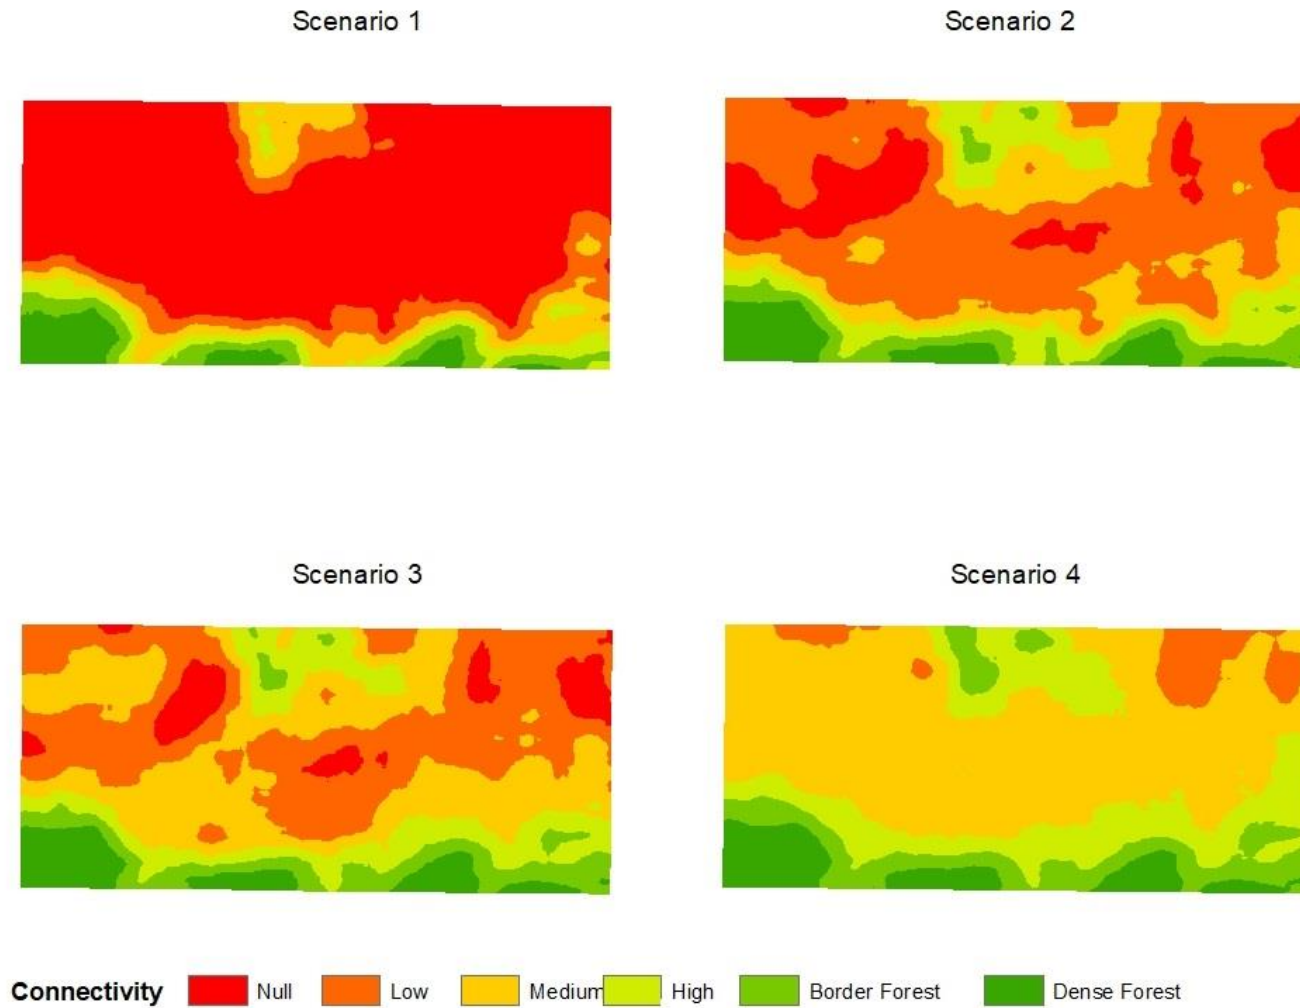 Scenario 1
Scenario 2
Scenario 3
Scenario 4
Connectivity Null Low Medium High Border Forest Dense Forest